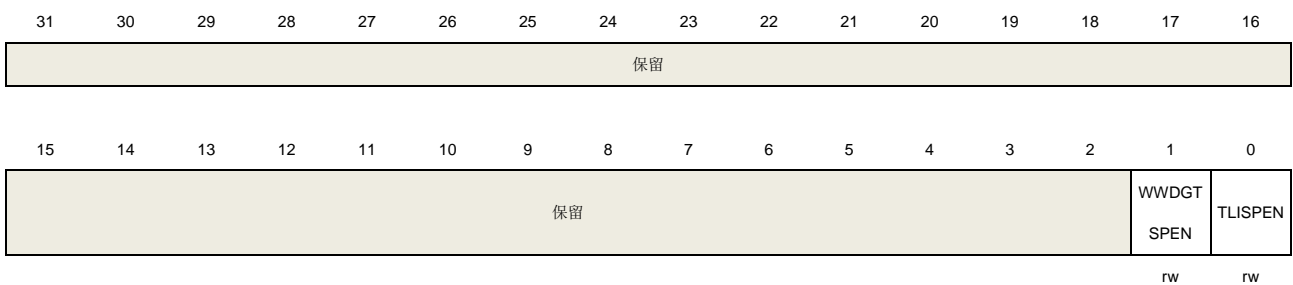 31 30 29 28 27 26 25 24 23 22 21 20 19 18 17 16
保留
15 14 13 12 11 10 9 8 7 6 5 4 3 2 1 0
保留
WWDGT
SPEN
TLISPEN
rw rw